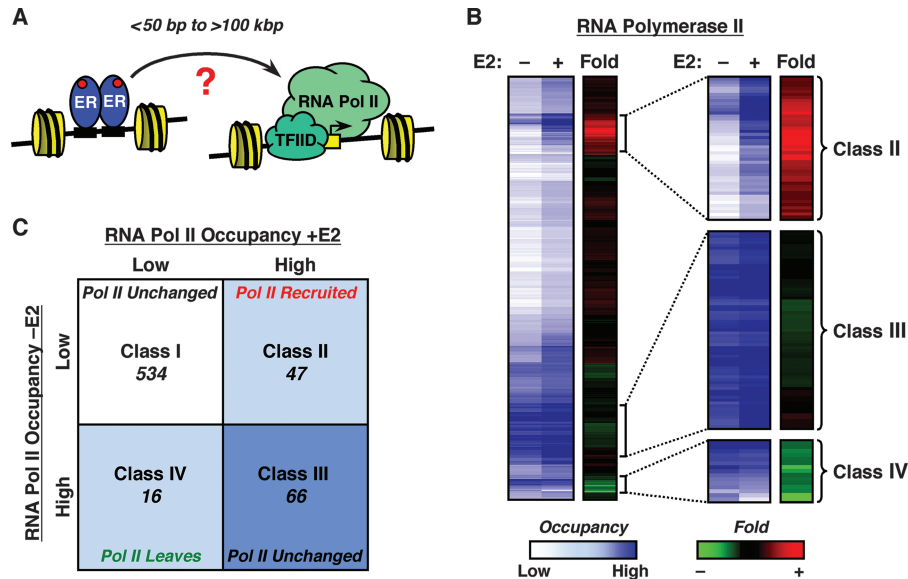 A
<50 bp to >100 kbp
?
ER ER
RNA Pol II
TFIID
B
RNA Polymerase II
E2: – + Fold
E2: – + Fold
Class II
Class III
Class IV
Occupancy
Low High
Fold
– +
C
RNA Pol II Occupancy +E2
Low High
RNA Pol II Occupancy –E2
Low
High
Pol II Unchanged
Class I
534
Pol II Recruited
Class II
47
Class IV
16
Pol II Leaves
Class III
66
Pol II Unchanged